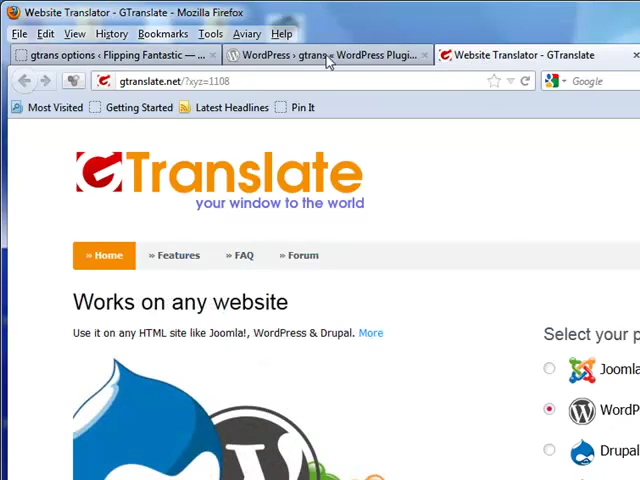 Website Translator - GTranslate - Mozilla Firefox
File Edit View History Bookmarks Tools Aviary Help
gtrans options ‹ Flipping Fantastic — ...
WordPress › gtrans « WordPress Plugi...
Website Translator - GTranslate
gtranslate.net/?xyz=1108
Google
Most Visited Getting Started Latest Headlines Pin It
GTranslate
your window to the world
» Home » Features » FAQ » Forum
Works on any website
Use it on any HTML site like Joomla!, WordPress & Drupal. More
Select your p
Jooml
WordP
Drupal